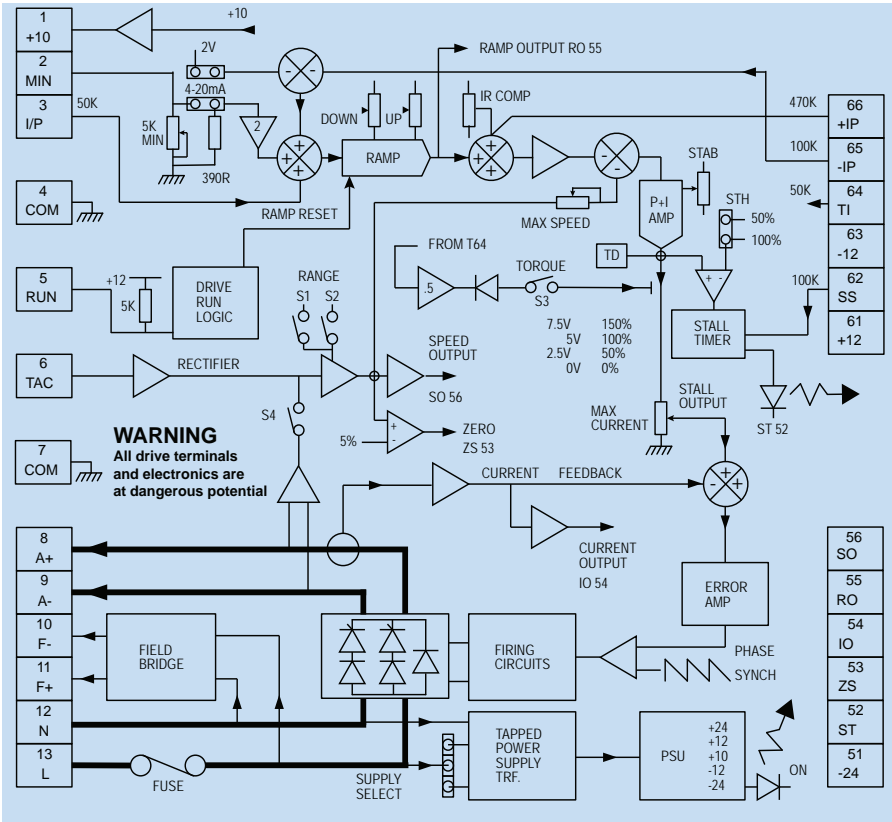 1
+10
2
MIN
3
I/P
4
COM
5
RUN
6
TAC
7
COM
8
A+
9
A-
10
F-
11
F+
12
N
13
L
+10
2V
4-20mA
50K
5K
MIN
390R
2
- -
+ + +
RAMP RESET
DOWN
UP
RAMP
RAMP OUTPUT RO 55
IR COMP
+ + +
- -
MAX SPEED
P+I
AMP
STAB
STH
50%
100%
470K
100K
50K
100K
66
+IP
65
-IP
64
TI
63
-12
62
SS
61
+12
+12
5K
DRIVE
RUN
LOGIC
RANGE
S1
S2
FROM T64
.5
TORQUE
S3
TD
+ -
STALL
TIMER
7.5V 150%
5V 100%
2.5V 50%
0V 0%
RECTIFIER
SPEED
OUTPUT
SO 56
S4
5%
+
-
ZERO
ZS 53
MAX
CURRENT
STALL
OUTPUT
ST 52
WARNING
All drive terminals
and electronics are
at dangerous potential
CURRENT FEEDBACK
- + +
CURRENT
OUTPUT
IO 54
ERROR
AMP
FIELD
BRIDGE
FIRING
CIRCUITS
PHASE
SYNCH
FUSE
SUPPLY
SELECT
TAPPED
POWER
SUPPLY
TRF.
PSU
+24
+12
+10
-12
-24
ON
56
SO
55
RO
54
IO
53
ZS
52
ST
51
-24